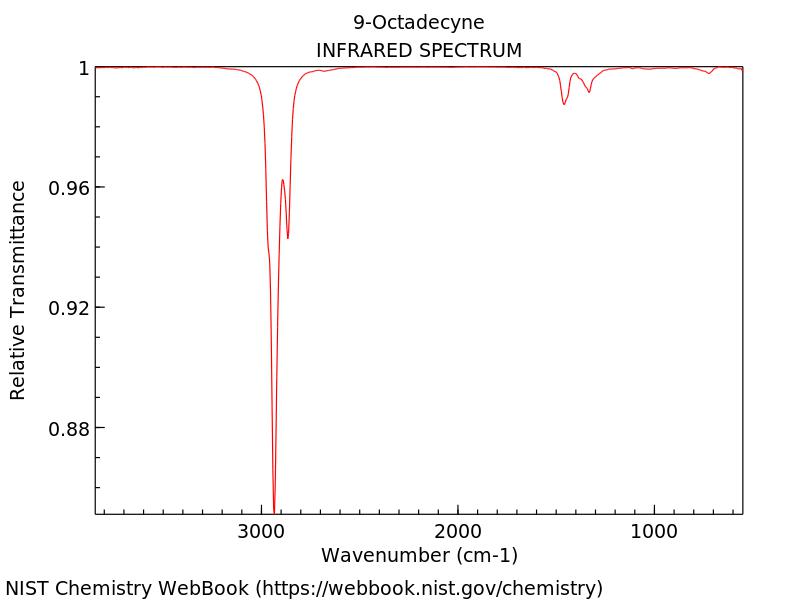 9-Octadecyne
INFRARED SPECTRUM
1
0.96
0.92
0.88
Relative Transmittance
3000 2000 1000
Wavenumber (cm-1)
NIST Chemistry WebBook (https://webbook.nist.gov/chemistry)